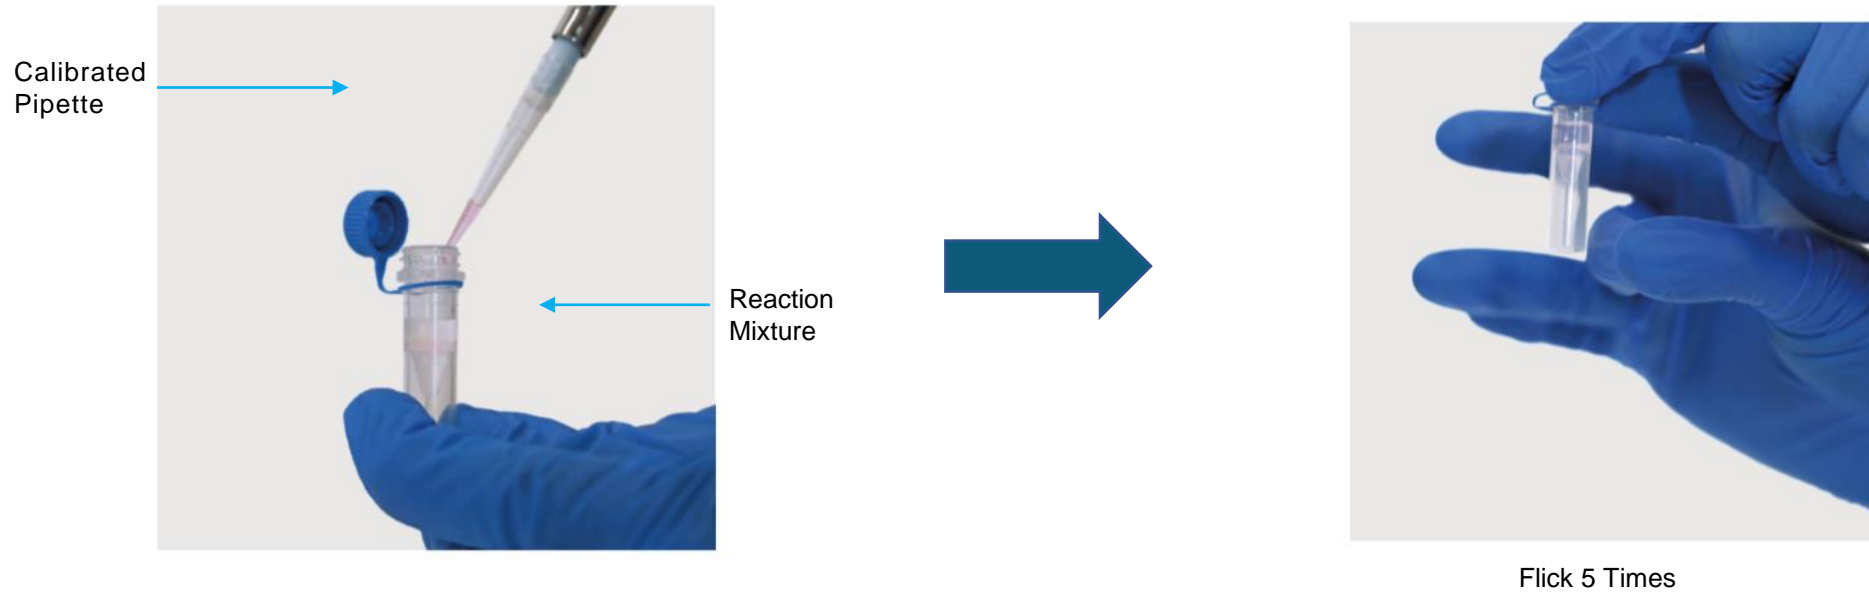 Calibrated
Pipette
Reaction
Mixture
Flick 5 Times